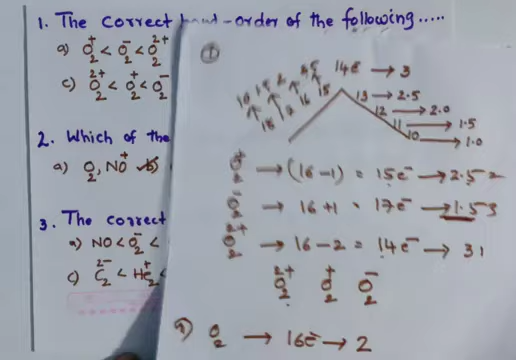 1. The correct bond-order of the following.....
a) O₂⁺ < O₂⁻ < O₂²⁺
c) O₂²⁺ < O₂⁺ < O₂⁻
2. Which of the
a) O₂, NO⁺ b)
3. The correct
a) NO < O₂⁻ <
c) C₂²⁻ < He₂⁺ <
①
14e⁻ → 3
13 → 2.5
12 → 2.0
11 → 1.5
10 → 1.0
O₂⁺ → (16-1) = 15e⁻ → 2.5 2
O₂⁻ → 16+1 = 17e⁻ → 1.5 3
O₂²⁺ → 16-2 = 14e⁻ → 3 1
O₂²⁺ O₂⁺ O₂⁻
O₂ → 16e⁻ → 2